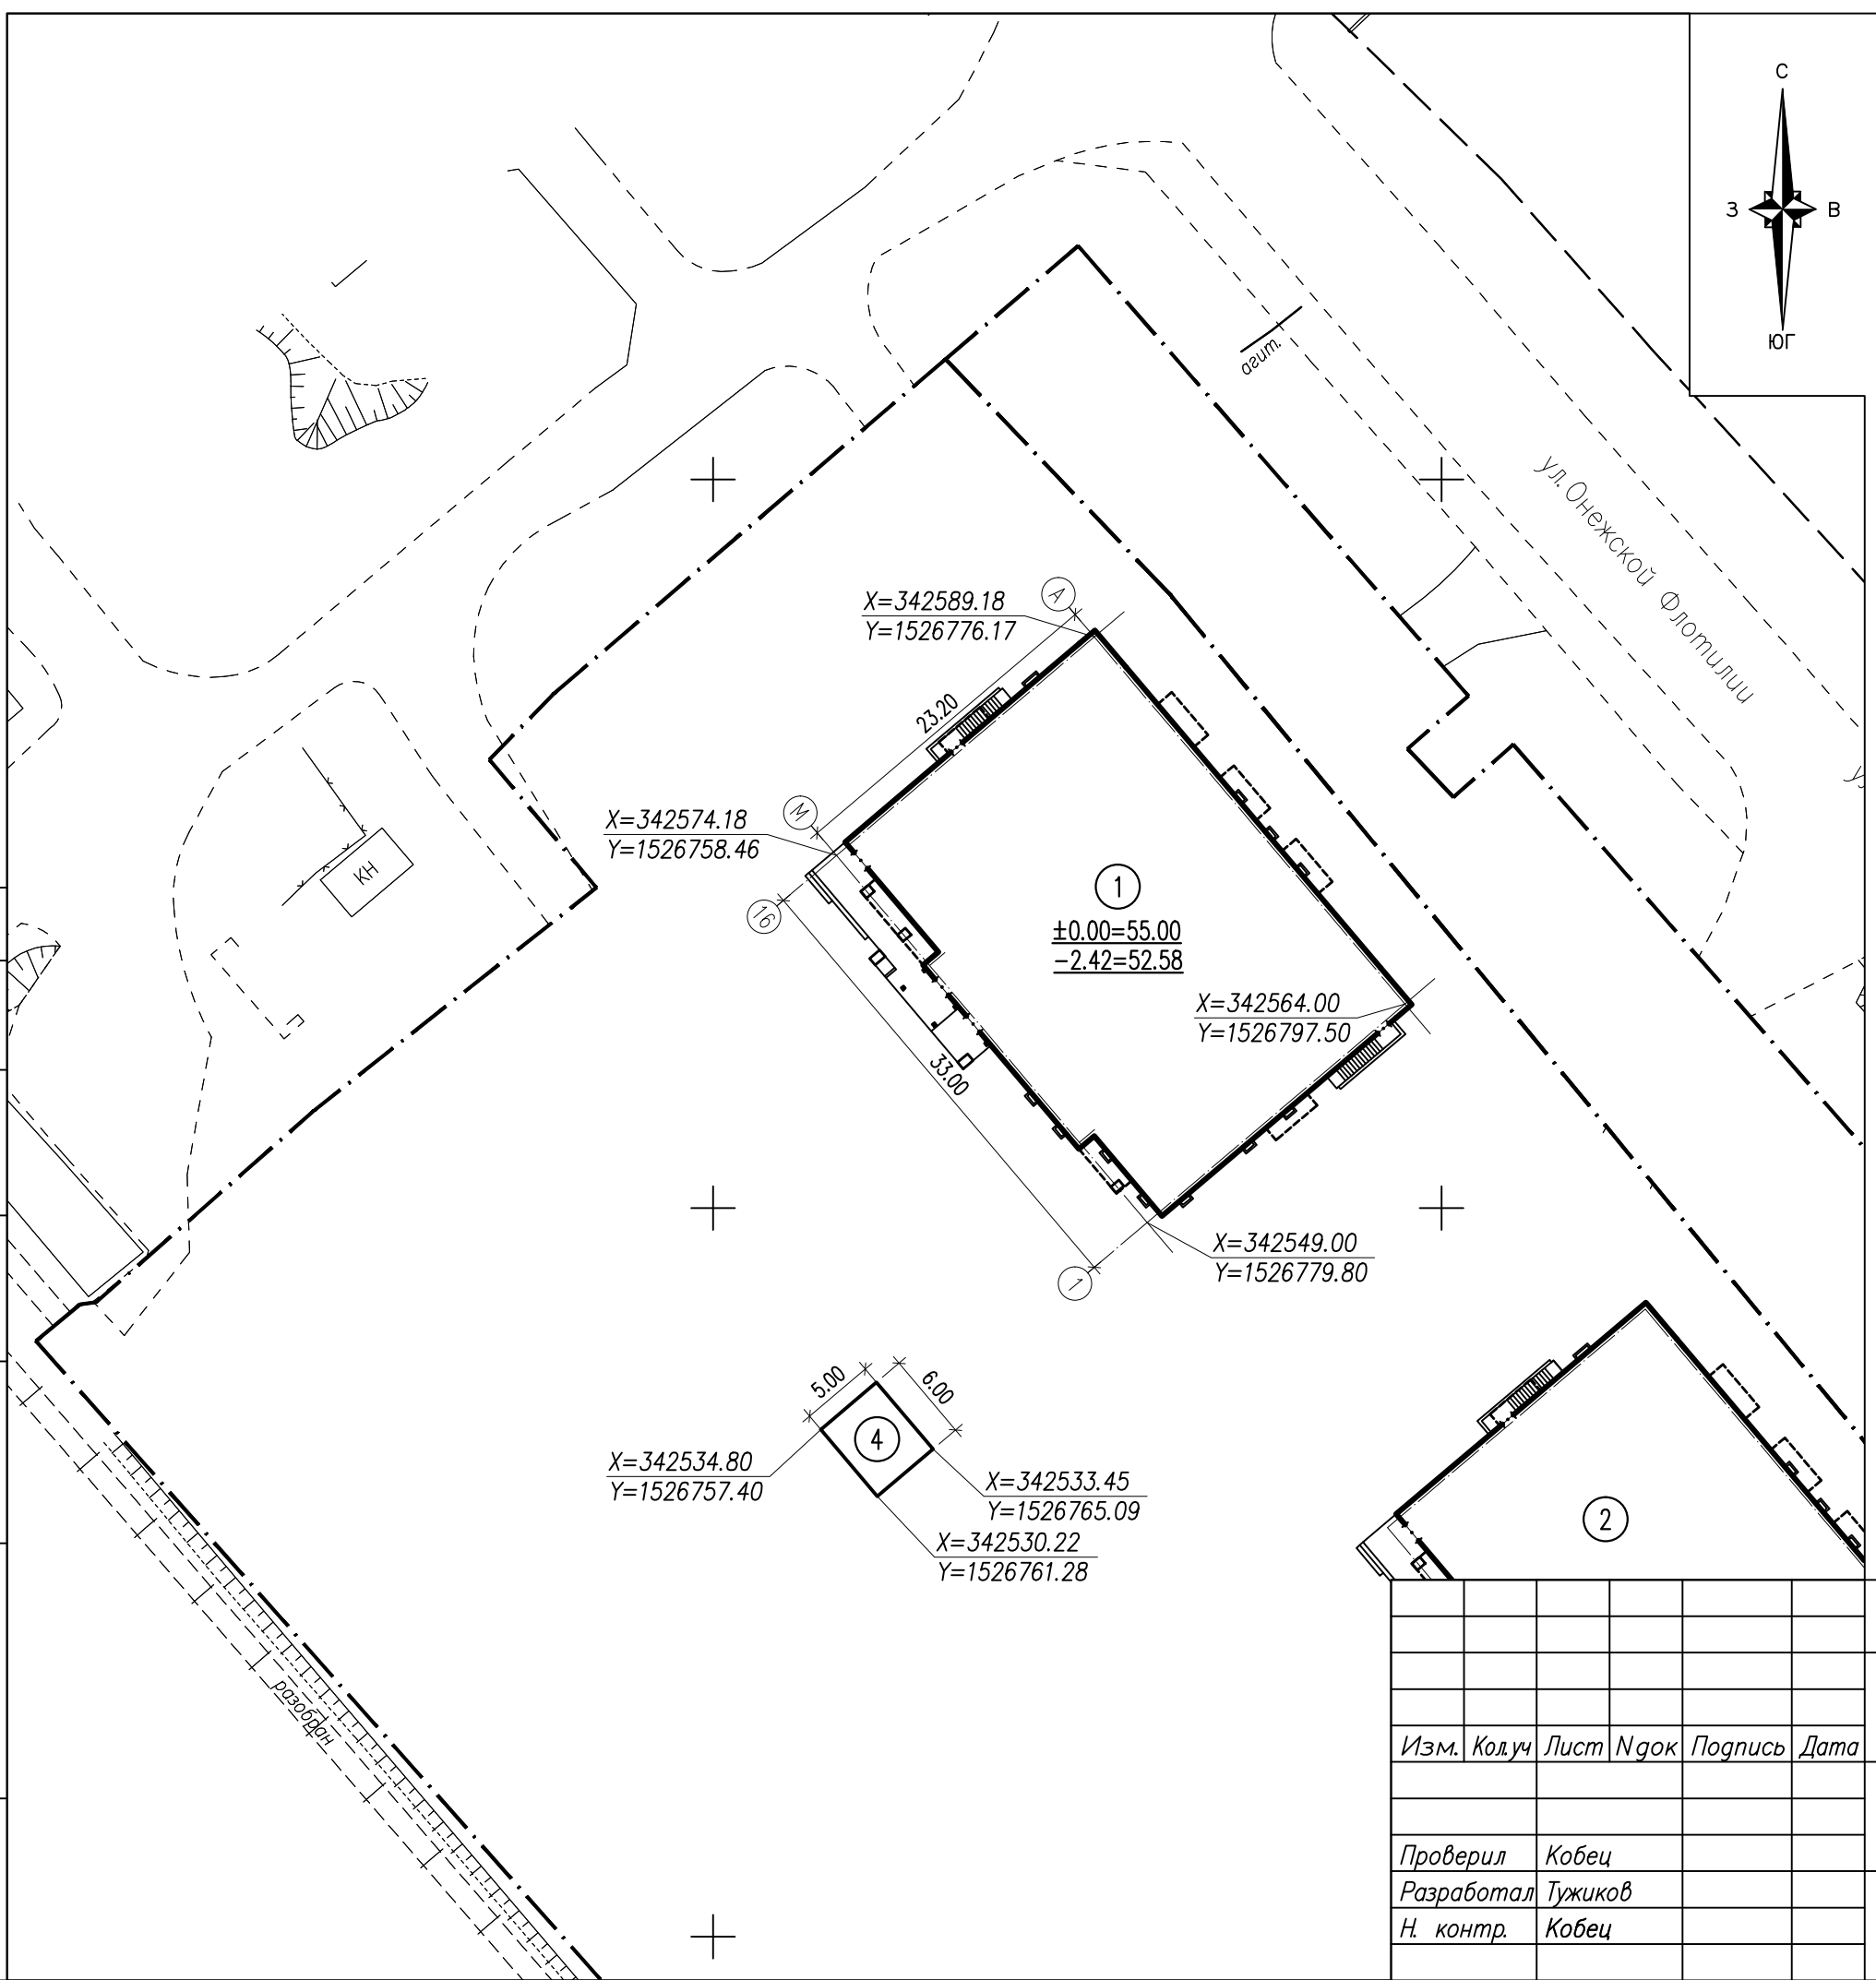 С
З
В
ЮГ
агит.
ул. Онежской Флотилии
X=342589.18
Y=1526776.17
А
23.20
М
X=342574.18
Y=1526758.46
КН
16
1
±0.00=55.00
-2.42=52.58
X=342564.00
Y=1526797.50
33.00
X=342549.00
Y=1526779.80
1
5.00
6.00
4
X=342534.80
Y=1526757.40
X=342533.45
Y=1526765.09
X=342530.22
Y=1526761.28
2
разобран
Изм. Кол.уч Лист Nдок Подпись Дата
Проверил Кобец
Разработал Тужиков
Н. контр. Кобец